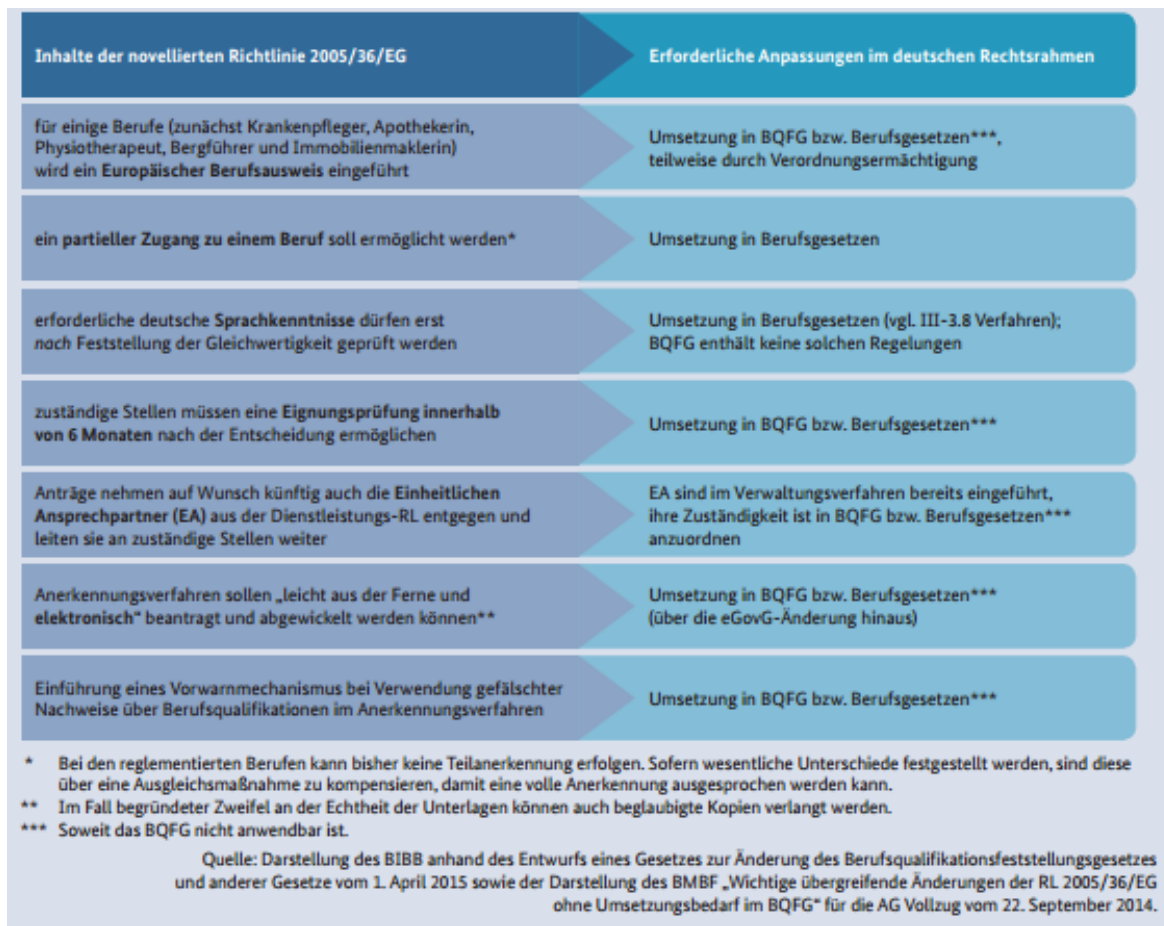 Inhalte der novellierten Richtlinie 2005/36/EG
Erforderliche Anpassungen im deutschen Rechtsrahmen
für einige Berufe (zunächst Krankenpfleger, Apothekerin,
Physiotherapeut, Bergführer und Immobilienmaklerin)
wird ein Europäischer Berufsausweis eingeführt
Umsetzung in BQFG bzw. Berufsgesetzen***,
teilweise durch Verordnungsermächtigung
ein partieller Zugang zu einem Beruf soll ermöglicht werden*
Umsetzung in Berufsgesetzen
erforderliche deutsche Sprachkenntnisse dürfen erst
nach Feststellung der Gleichwertigkeit geprüft werden
Umsetzung in Berufsgesetzen (vgl. III-3.8 Verfahren);
BQFG enthält keine solchen Regelungen
zuständige Stellen müssen eine Eignungsprüfung innerhalb
von 6 Monaten nach der Entscheidung ermöglichen
Umsetzung in BQFG bzw. Berufsgesetzen***
Anträge nehmen auf Wunsch künftig auch die Einheitlichen
Ansprechpartner (EA) aus der Dienstleistungs-RL entgegen und
leiten sie an zuständige Stellen weiter
EA sind im Verwaltungsverfahren bereits eingeführt,
ihre Zuständigkeit ist in BQFG bzw. Berufsgesetzen***
anzuordnen
Anerkennungsverfahren sollen „leicht aus der Ferne und
elektronisch“ beantragt und abgewickelt werden können**
Umsetzung in BQFG bzw. Berufsgesetzen***
(über die eGovG-Änderung hinaus)
Einführung eines Vorwarnmechanismus bei Verwendung gefälschter
Nachweise über Berufsqualifikationen im Anerkennungsverfahren
Umsetzung in BQFG bzw. Berufsgesetzen***
* Bei den reglementierten Berufen kann bisher keine Teilanerkennung erfolgen. Sofern wesentliche Unterschiede festgestellt werden, sind diese
über eine Ausgleichsmaßnahme zu kompensieren, damit eine volle Anerkennung ausgesprochen werden kann.
** Im Fall begründeter Zweifel an der Echtheit der Unterlagen können auch beglaubigte Kopien verlangt werden.
*** Soweit das BQFG nicht anwendbar ist.
Quelle: Darstellung des BIBB anhand des Entwurfs eines Gesetzes zur Änderung des Berufsqualifikationsfeststellungsgesetzes
und anderer Gesetze vom 1. April 2015 sowie der Darstellung des BMBF „Wichtige übergreifende Änderungen der RL 2005/36/EG
ohne Umsetzungsbedarf im BQFG“ für die AG Vollzug vom 22. September 2014.